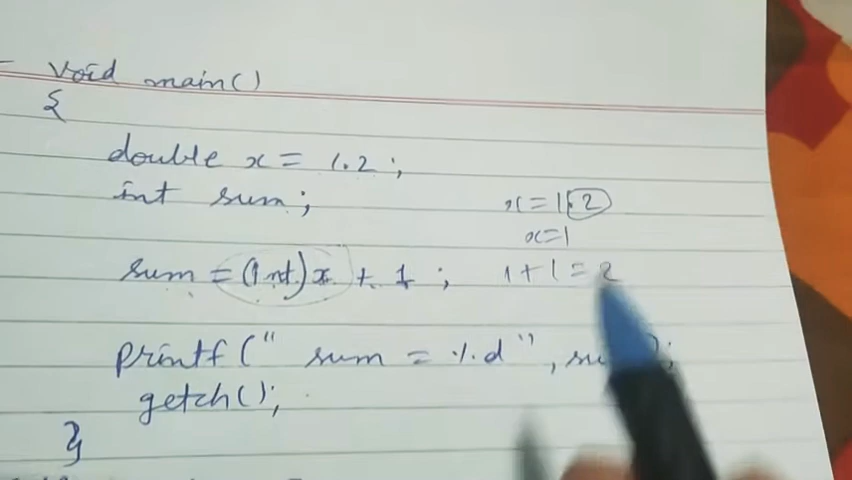 void main()
{
double x = 1.2;
int sum;
x=1.2
x=1
sum = (int)x + 1;
1+1=2
printf("sum = %d",
getch();
}